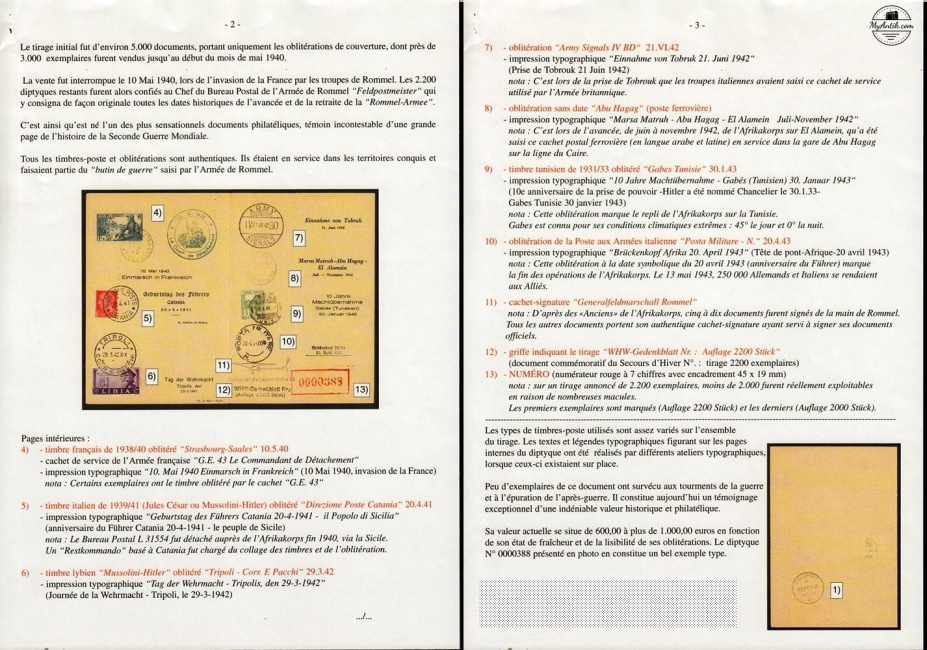 - 2 -
Le tirage initial fut d'environ 5.000 documents, portant uniquement les oblitérations de couverture, dont près de
3.000 exemplaires furent vendus jusqu'au début du mois de mai 1940.
La vente fut interrompue le 10 Mai 1940, lors de l'invasion de la France par les troupes de Rommel. Les 2.200
diptyques restants furent alors confiés au Chef du Bureau Postal de l'Armée de Rommel "Feldpostmeister" qui
y consigna de façon originale toutes les dates historiques de l'avancée et de la retraite de la "Rommel-Armee".
C'est ainsi qu'est né l'un des plus sensationnels documents philatéliques, témoin incontestable d'une grande
page de l'histoire de la Seconde Guerre Mondiale.
Tous les timbres-poste et oblitérations sont authentiques. Ils étaient en service dans les territoires conquis et
faisaient partie du "butin de guerre" saisi par l'Armée de Rommel.
4)
10. Mai 1940
Einmarsch in Frankreich
Geburtstag des Führers
Catania
20-4-1941
5)
TRIPOLI
29.3.42.XX
6)
LIBIA
Tag der Wehrmacht
Tripolis, den
29-3-1942
ARMY
SIGNALS
7)
Einnahme von Tobruk
21. Juni 1942
Marsa Matruh-Abu Hagag -
El Alamein
Juli - November 1942
8)
9)
10 Jahre
Machtübernahme
Gabes (Tunesien)
30. Januar 1943
10)
11)
12)
WHW-Gedenkblatt Nr.:
(Auflage 2200 Stück)
0000388
13)
Pages intérieures :
4) - timbre français de 1938/40 oblitéré "Strasbourg-Saales" 10.5.40
- cachet de service de l'Armée française "G.E. 43 Le Commandant de Détachement"
- impression typographique "10. Mai 1940 Einmarsch in Frankreich" (10 Mai 1940, invasion de la France)
- nota : Certains exemplaires ont le timbre oblitéré par le cachet "G.E. 43"
5) - timbre italien de 1939/41 (Jules César ou Mussolini-Hitler) oblitéré "Direzione Poste Catania" 20.4.41
- impression typographique "Geburtstag des Führers Catania 20-4-1941 - il Popolo di Sicilia"
(anniversaire du Führer Catania 20-4-1941 - le peuple de Sicile)
nota : Le Bureau Postal L 31554 fut détaché auprès de l'Afrikakorps fin 1940, via la Sicile.
Un "Restkommando" basé à Catania fut chargé du collage des timbres et de l'oblitération.
6) - timbre lybien "Mussolini-Hitler" oblitéré "Tripoli - Corr. E Pacchi" 29.3.42
- impression typographique "Tag der Wehrmacht - Tripolis, den 29-3-1942"
(Journée de la Wehrmacht - Tripoli, le 29-3-1942)
.../...
- 3 -
MyAntik.com
7) - oblitération "Army Signals IV BD" 21.VI.42
- impression typographique "Einnahme von Tobruk 21. Juni 1942"
(Prise de Tobrouk 21 Juin 1942)
nota : C'est lors de la prise de Tobrouk que les troupes italiennes avaient saisi ce cachet de service
utilisé par l'Armée britannique.
8) - oblitération sans date "Abu Hagag" (poste ferrovière)
- impression typographique "Marsa Matruh - Abu Hagag - El Alamein Juli-November 1942"
nota : C'est lors de l'avancée, de juin à novembre 1942, de l'Afrikakorps sur El Alamein, qu'a été
saisi ce cachet postal ferrovière (en langue arabe et latine) en service dans la gare de Abu Hagag
sur la ligne du Caire.
9) - timbre tunisien de 1931/33 oblitéré "Gabes Tunisie" 30.1.43
- impression typographique "10 Jahre Machtübernahme - Gabés (Tunisien) 30. Januar 1943"
(10e anniversaire de la prise de pouvoir -Hitler a été nommé Chancelier le 30.1.33-
Gabes Tunisie 30 janvier 1943)
nota : Cette oblitération marque le repli de l'Afrikakorps sur la Tunisie.
Gabes est connu pour ses conditions climatiques extrêmes : 45° le jour et 0° la nuit.
10) - oblitération de la Poste aux Armées italienne "Posta Militare - N." 20.4.43
- impression typographique "Brückenkopf Afrika 20. April 1943" (Tête de pont-Afrique-20 avril 1943)
nota : Cette oblitération à la date symbolique du 20 avril 1943 (anniversaire du Führer) marque
la fin des opérations de l'Afrikakorps. Le 13 mai 1943, 250 000 Allemands et Italiens se rendaient
aux Alliés.
11) - cachet-signature "Generalfeldmarschall Rommel"
- nota : D'après des «Anciens» de l'Afrikakorps, cinq à dix documents furent signés de la main de Rommel.
Tous les autres documents portent son authentique cachet-signature ayant servi à signer ses documents
officiels.
12) - griffe indiquant le tirage "WHW-Gedenkblatt Nr. : Auflage 2200 Stück"
(document commémoratif du Secours d'Hiver N°. : tirage 2200 exemplaires)
13) - NUMÉRO (numérateur rouge à 7 chiffres avec encadrement 45 x 19 mm)
- nota : sur un tirage annoncé de 2.200 exemplaires, moins de 2.000 furent réellement exploitables
en raison de nombreuses macules.
Les premiers exemplaires sont marqués (Auflage 2200 Stück) et les derniers (Auflage 2000 Stück).
Les types de timbres-poste utilisés sont assez variés sur l'ensemble
du tirage. Les textes et légendes typographiques figurant sur les pages
internes du diptyque ont été réalisés par différents ateliers typographiques,
lorsque ceux-ci existaient sur place.
Peu d'exemplaires de ce document ont survécu aux tourments de la guerre
et à l'épuration de l'après-guerre. Il constitue aujourd'hui un témoignage
exceptionnel d'une indéniable valeur historique et philatélique.
Sa valeur actuelle se situe de 600,00 à plus de 1.000,00 euros en fonction
de son état de fraîcheur et de la lisibilité de ses oblitérations. Le diptyque
N° 0000388 présenté en photo en constitue un bel exemple type.
1)